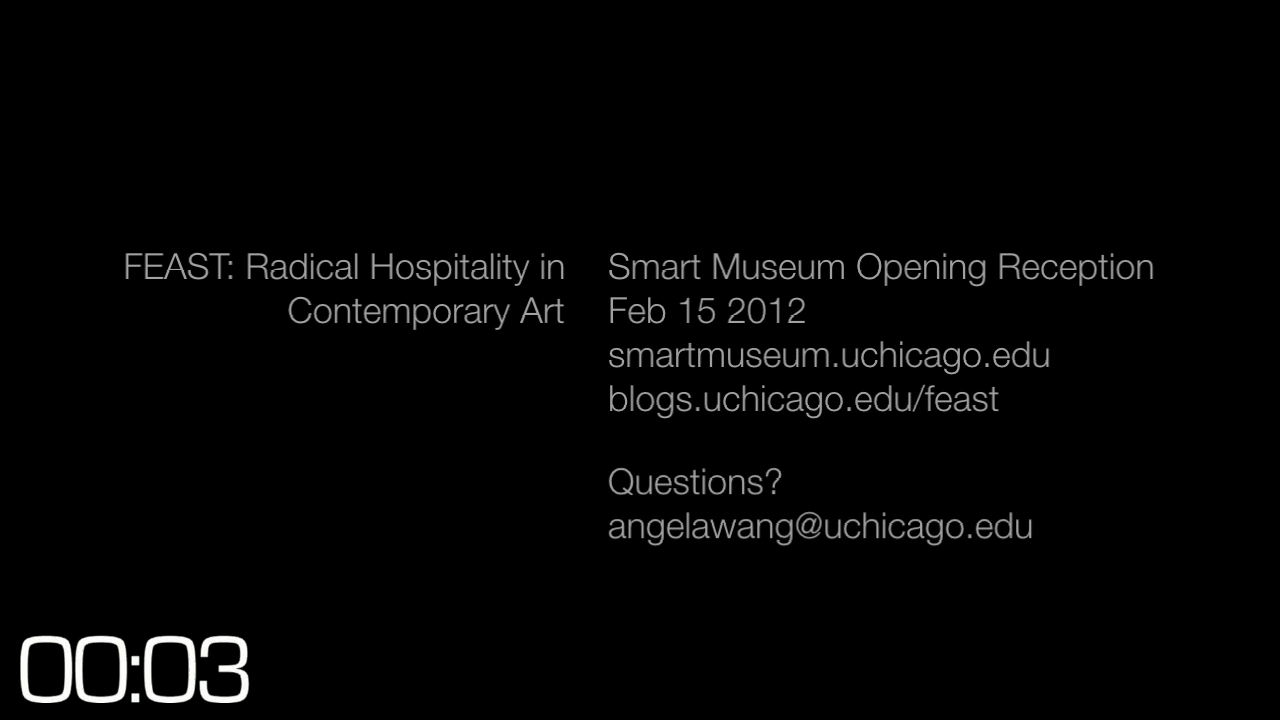 FEAST: Radical Hospitality in
Contemporary Art
Smart Museum Opening Reception
Feb 15 2012
smartmuseum.uchicago.edu
blogs.uchicago.edu/feast
Questions?
angelawang@uchicago.edu
00:03